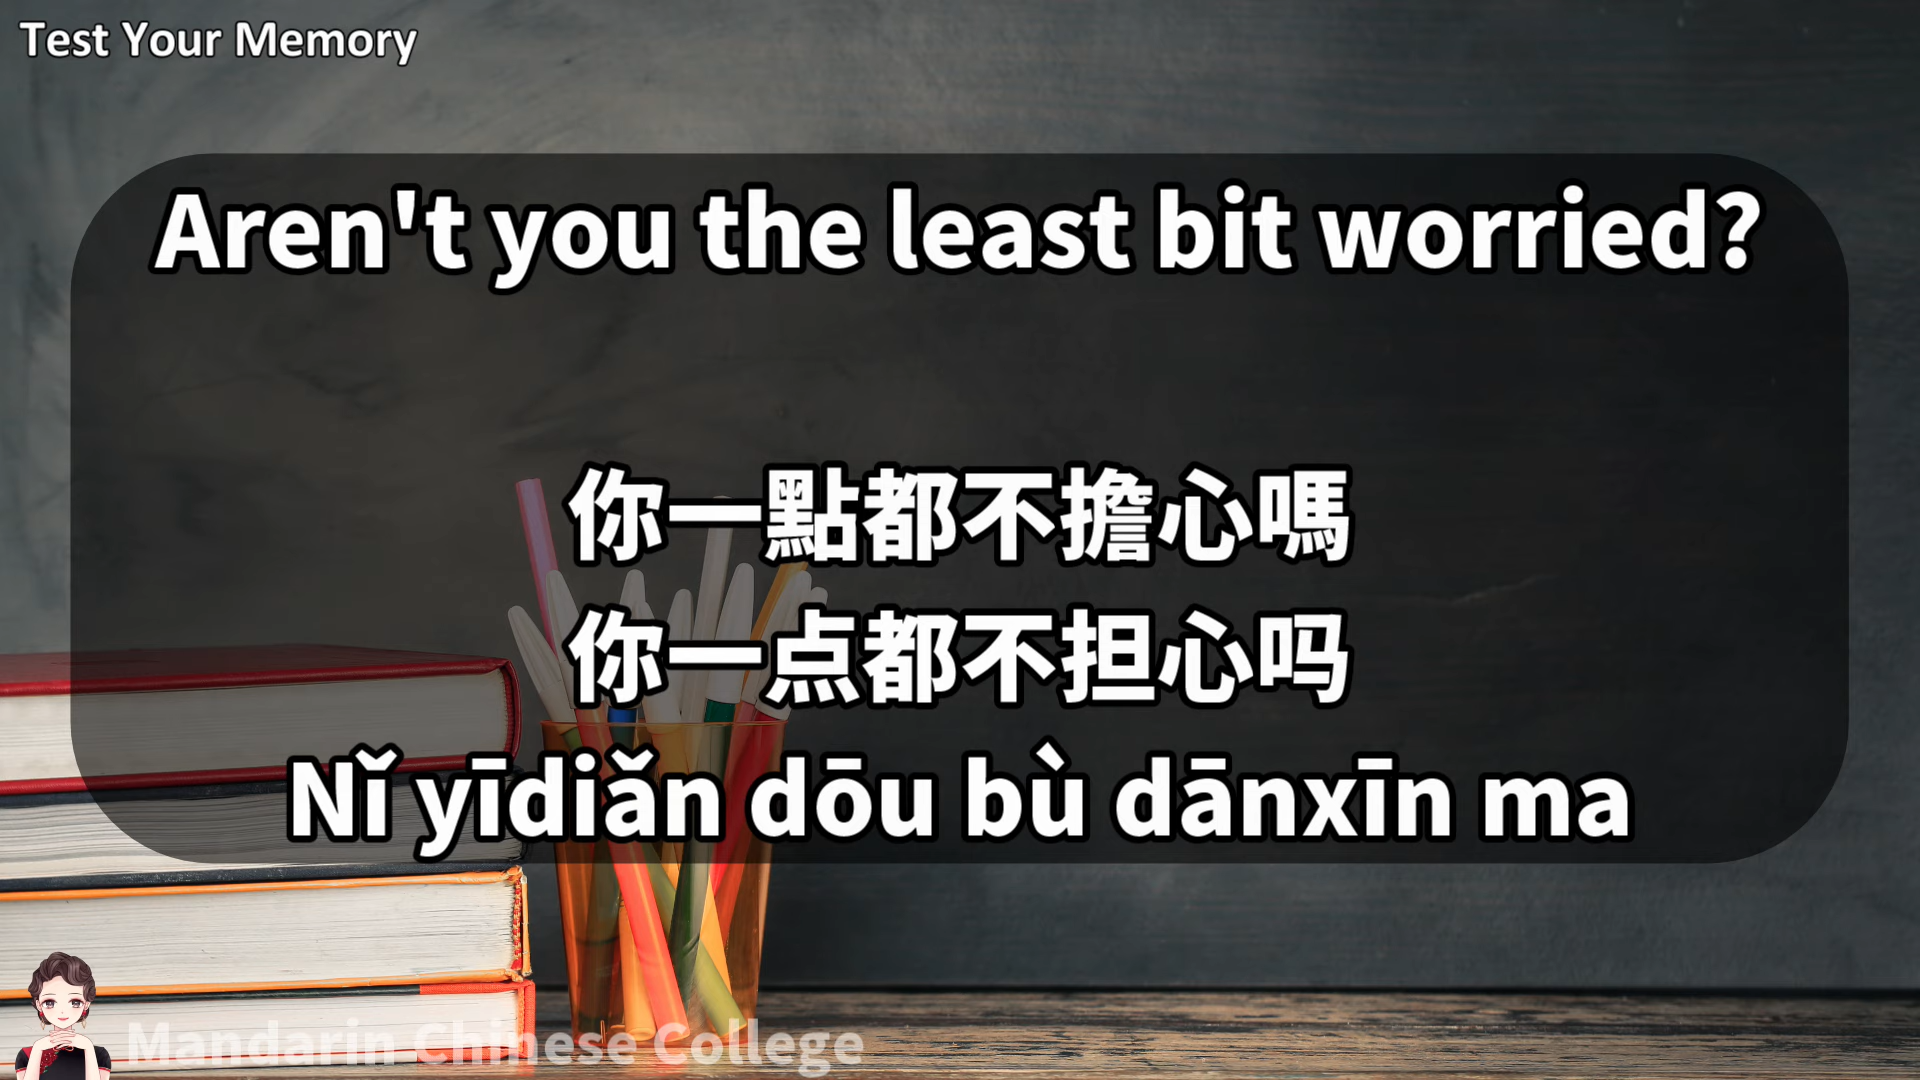 Test Your Memory
Aren't you the least bit worried?
你一點都不擔心嗎
你一点都不担心吗
Nǐ yīdiǎn dōu bù dānxīn ma
Mandarin Chinese College